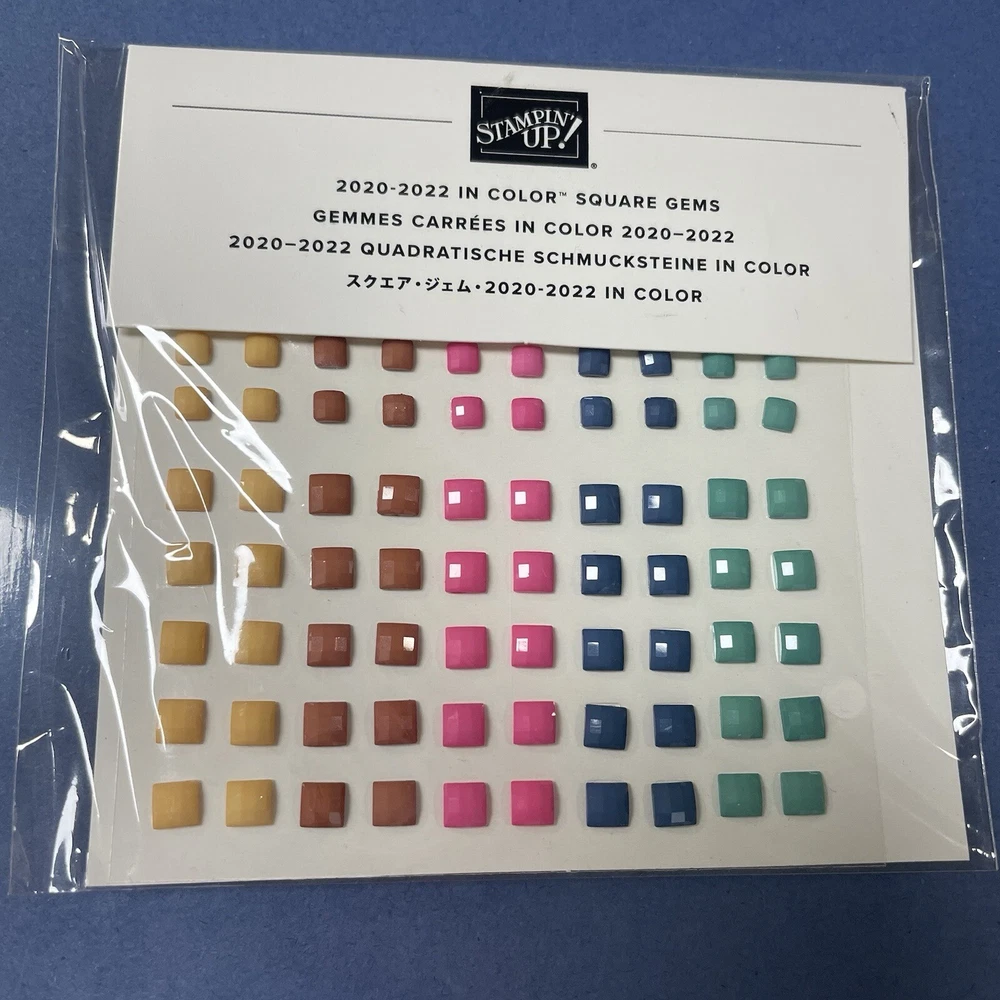 STAMPIN' UP!®
2020-2022 IN COLOR™ SQUARE GEMS
GEMMES CARRÉES IN COLOR 2020–2022
2020–2022 QUADRATISCHE SCHMUCKSTEINE IN COLOR
スクエア・ジェム・2020-2022 IN COLOR